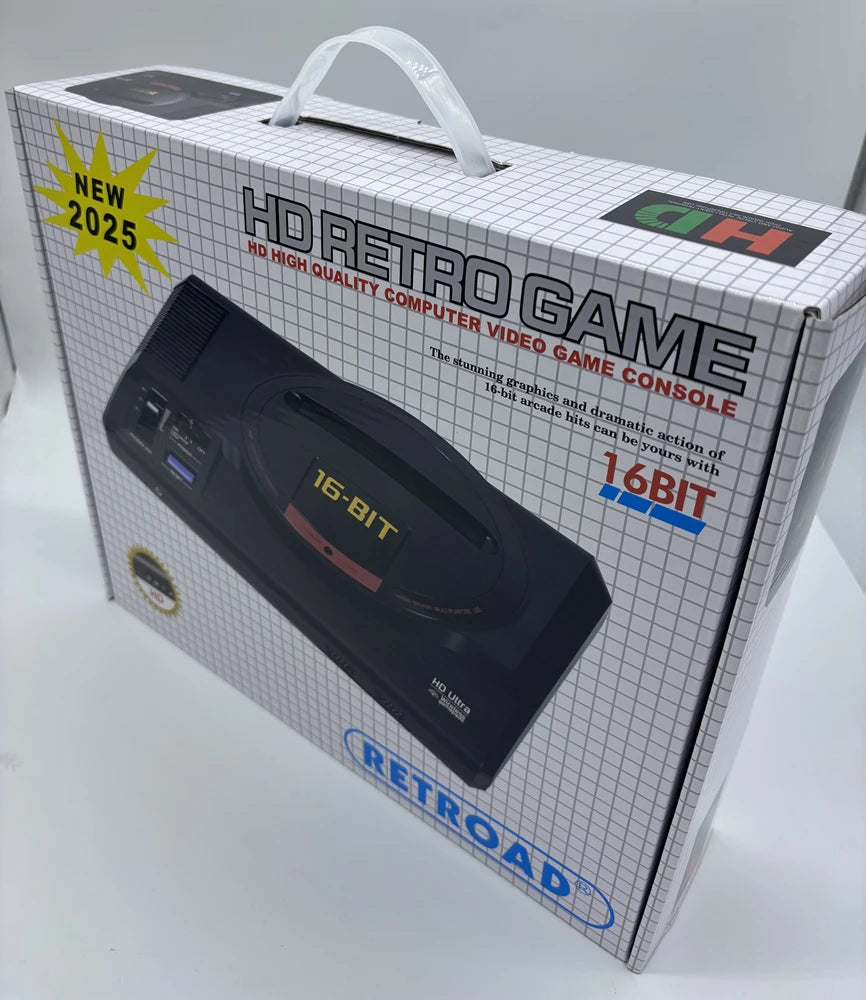 HD
NEW
2025
HD RETRO GAME
HD HIGH QUALITY COMPUTER VIDEO GAME CONSOLE
The stunning graphics and dramatic action of
16-bit arcade hits can be yours with
16BIT
16-BIT
HD
HD Ultra
RETROAD®